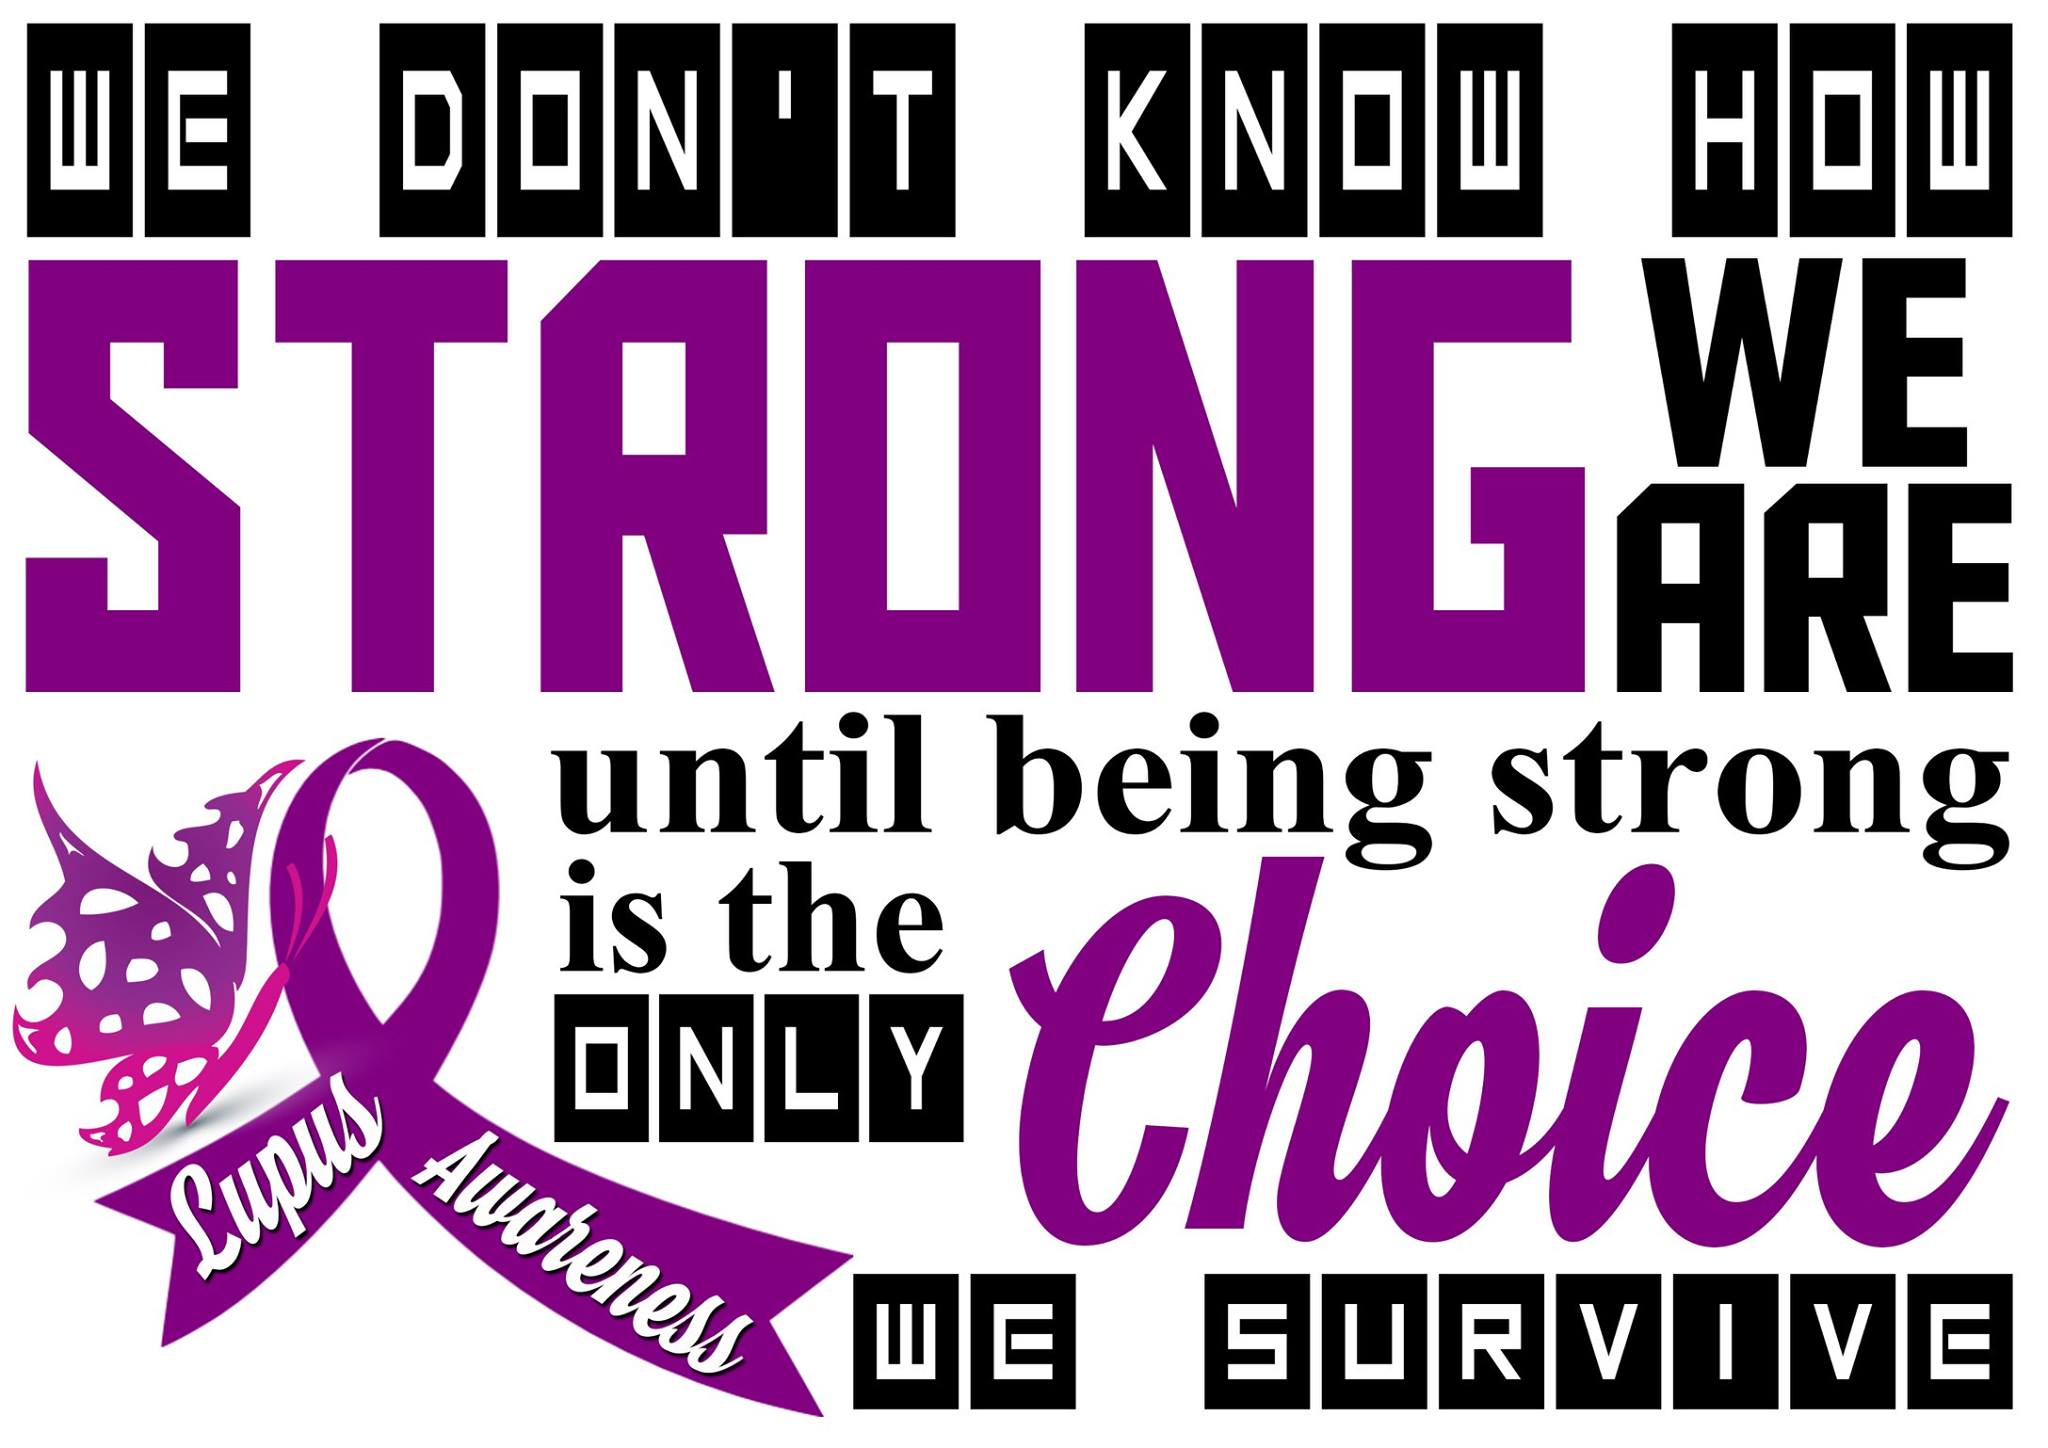 WE DON'T KNOW HOW
STRONG WE
ARE
until being strong
is the
ONLY Choice
Lupus Awareness
WE SURVIVE